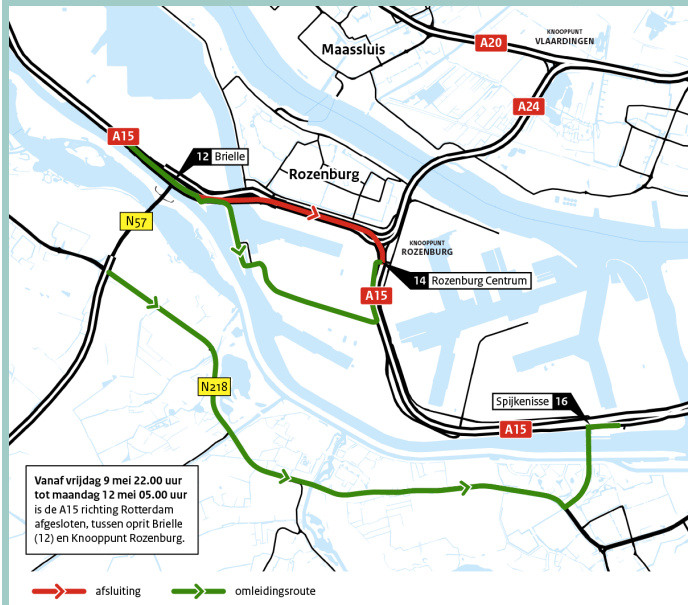 KNOOPPUNT
VLAARDINGEN
A20
Maassluis
A24
A15
12 Brielle
Rozenburg
N57
KNOOPPUNT
ROZENBURG
14 Rozenburg Centrum
A15
N218
Spijkenisse 16
A15
Vanaf vrijdag 9 mei 22.00 uur
tot maandag 12 mei 05.00 uur
is de A15 richting Rotterdam
afgesloten, tussen oprit Brielle
(12) en Knooppunt Rozenburg.
afsluiting
omleidingsroute